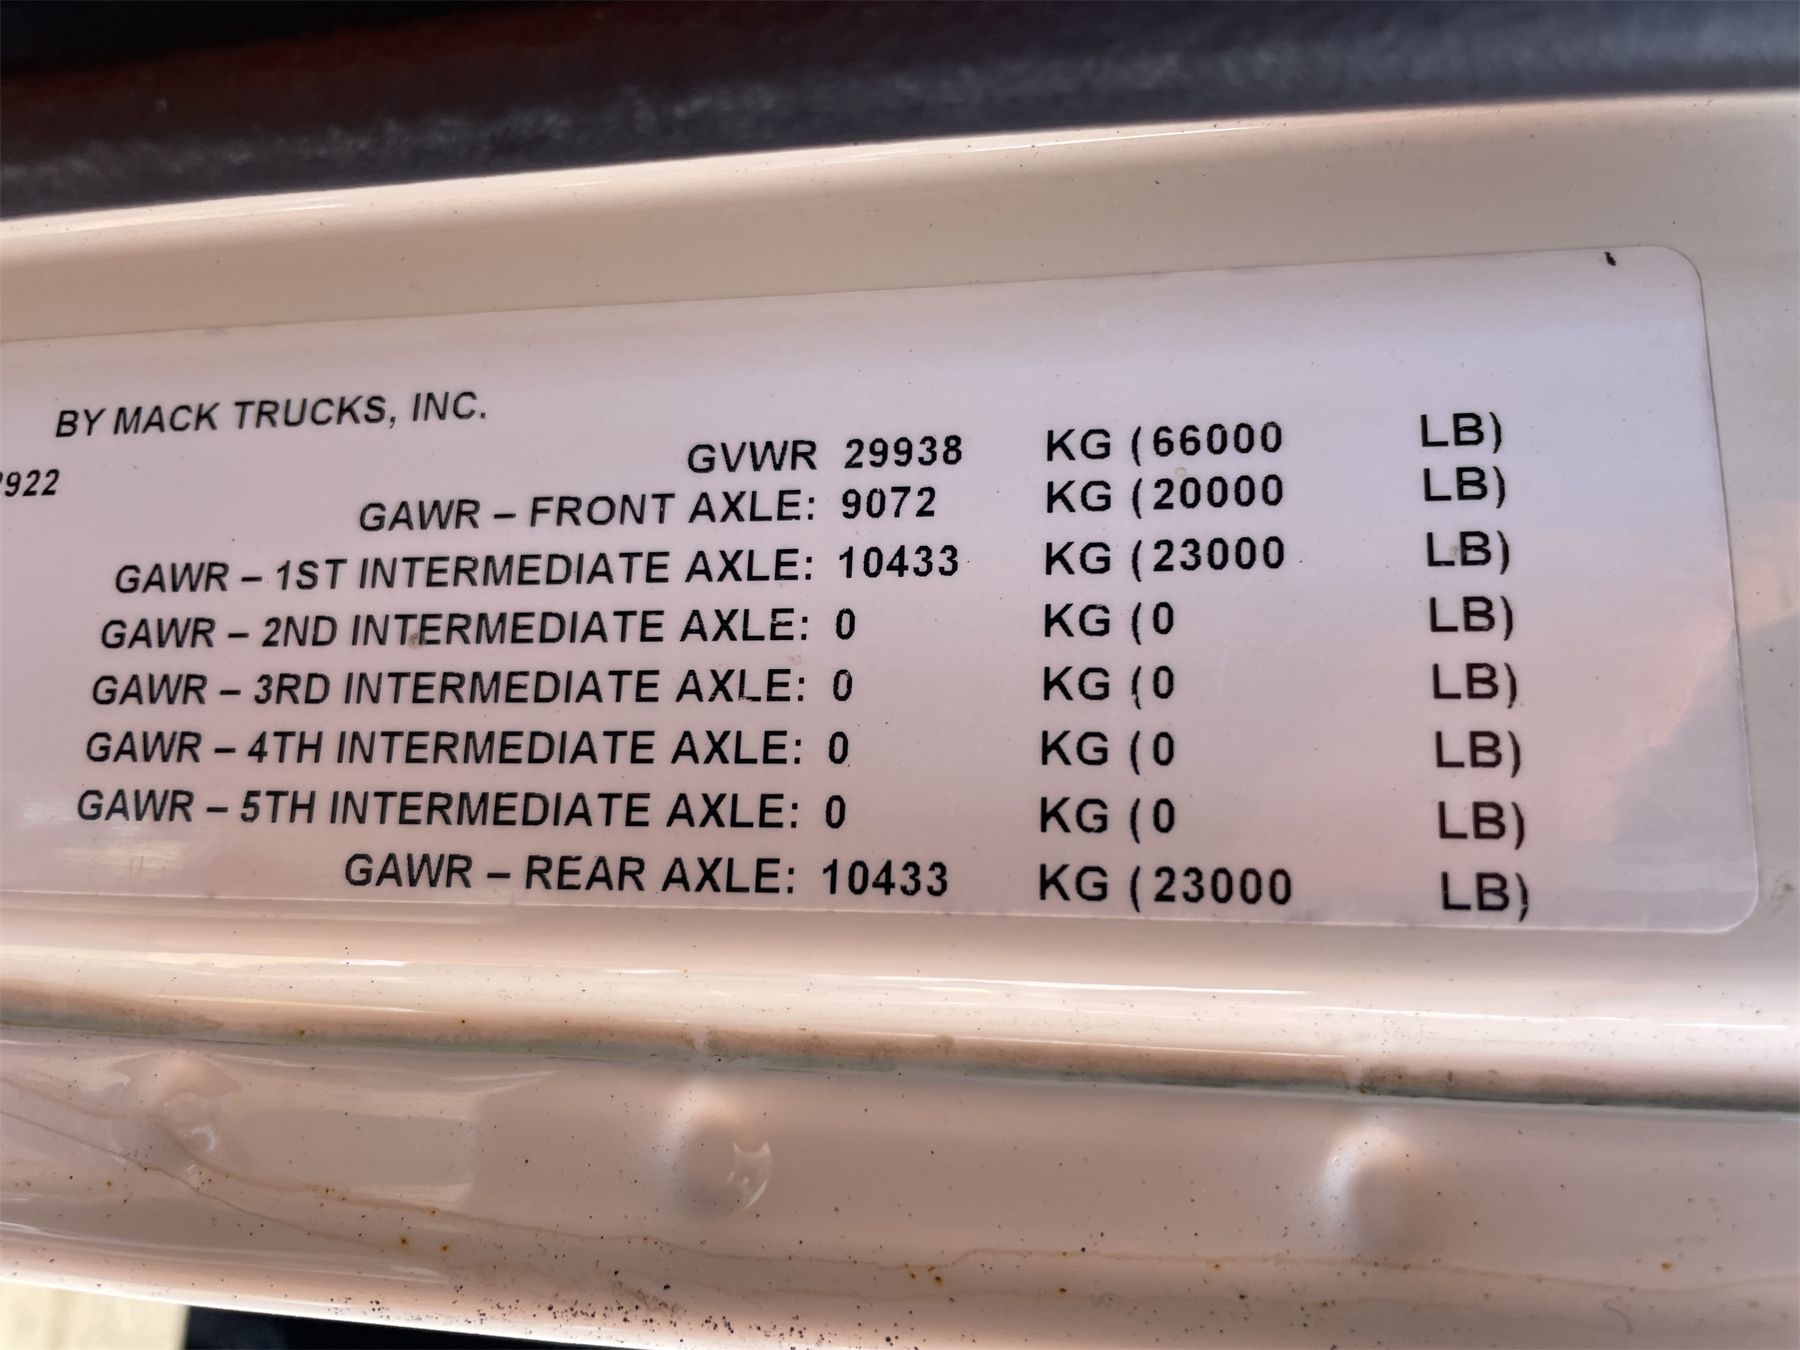 BY MACK TRUCKS, INC.
922
GVWR 29938 KG (66000 LB)
GAWR – FRONT AXLE: 9072 KG (20000 LB)
GAWR – 1ST INTERMEDIATE AXLE: 10433 KG (23000 LB)
GAWR – 2ND INTERMEDIATE AXLE: 0 KG (0 LB)
GAWR – 3RD INTERMEDIATE AXLE: 0 KG (0 LB)
GAWR – 4TH INTERMEDIATE AXLE: 0 KG (0 LB)
GAWR – 5TH INTERMEDIATE AXLE: 0 KG (0 LB)
GAWR – REAR AXLE: 10433 KG (23000 LB)